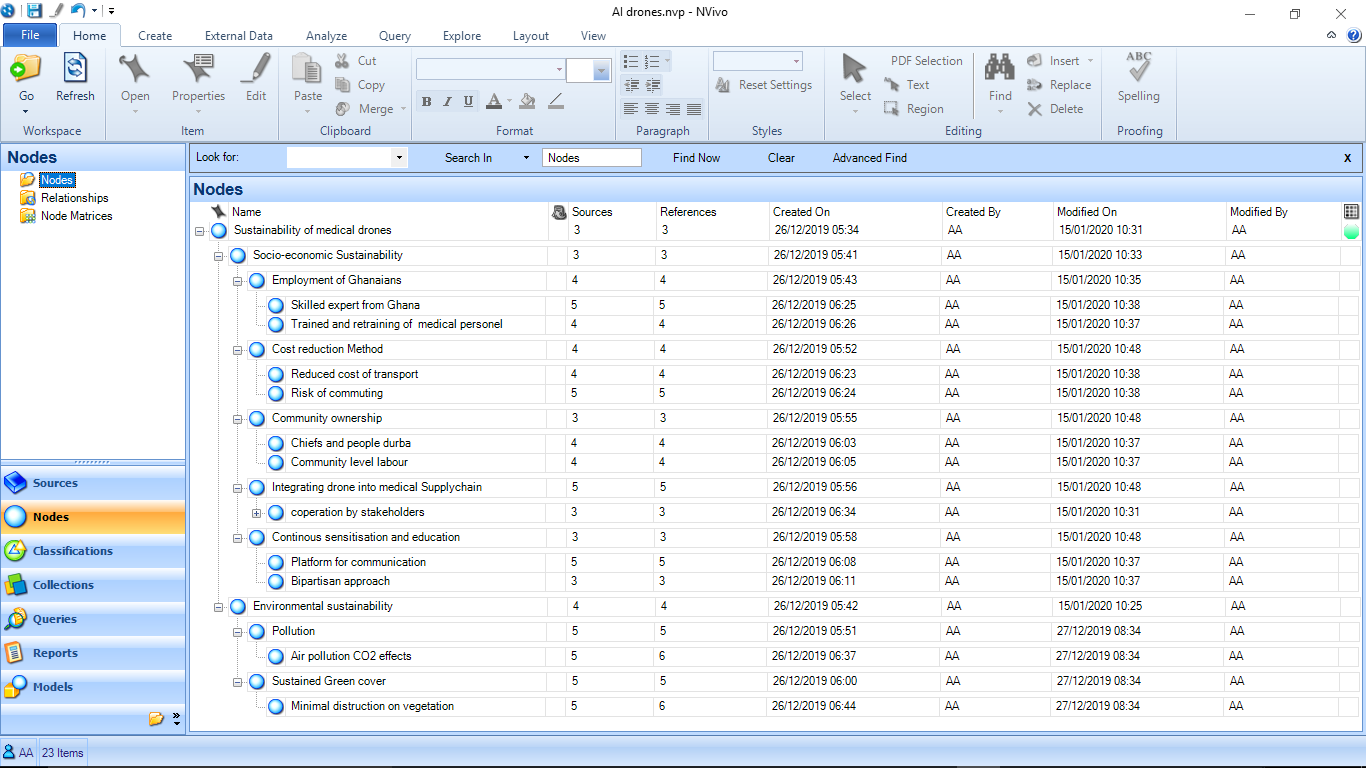 AI drones.nvp - NVivo
File Home Create External Data Analyze Query Explore Layout View
Go Refresh Open Properties Edit Paste Cut Copy Merge
B I U A
Reset Settings
Select PDF Selection Text Region Find Insert Replace Delete
ABC Spelling
Workspace Item Clipboard Format Paragraph Styles Editing Proofing
Nodes
Nodes
Relationships
Node Matrices
Sources
Nodes
Classifications
Collections
Queries
Reports
Models
Look for: Search In Nodes Find Now Clear Advanced Find X
Nodes
Name Sources References Created On Created By Modified On Modified By
Sustainability of medical drones 3 3 26/12/2019 05:34 AA 15/01/2020 10:31 AA
Socio-economic Sustainability 3 3 26/12/2019 05:41 AA 15/01/2020 10:33 AA
Employment of Ghanaians 4 4 26/12/2019 05:43 AA 15/01/2020 10:35 AA
Skilled expert from Ghana 5 5 26/12/2019 06:25 AA 15/01/2020 10:38 AA
Trained and retraining of medical personel 4 4 26/12/2019 06:26 AA 15/01/2020 10:37 AA
Cost reduction Method 4 4 26/12/2019 05:52 AA 15/01/2020 10:48 AA
Reduced cost of transport 4 4 26/12/2019 06:23 AA 15/01/2020 10:38 AA
Risk of commuting 5 5 26/12/2019 06:24 AA 15/01/2020 10:38 AA
Community ownership 3 3 26/12/2019 05:55 AA 15/01/2020 10:48 AA
Chiefs and people durba 4 4 26/12/2019 06:03 AA 15/01/2020 10:37 AA
Community level labour 4 4 26/12/2019 06:05 AA 15/01/2020 10:37 AA
Integrating drone into medical Supplychain 5 5 26/12/2019 05:56 AA 15/01/2020 10:48 AA
coperation by stakeholders 3 3 26/12/2019 06:34 AA 15/01/2020 10:31 AA
Continous sensitisation and education 3 3 26/12/2019 05:58 AA 15/01/2020 10:48 AA
Platform for communication 5 5 26/12/2019 06:08 AA 15/01/2020 10:37 AA
Bipartisan approach 3 3 26/12/2019 06:11 AA 15/01/2020 10:37 AA
Environmental sustainability 4 4 26/12/2019 05:42 AA 15/01/2020 10:25 AA
Pollution 5 5 26/12/2019 05:51 AA 27/12/2019 08:34 AA
Air pollution CO2 effects 5 6 26/12/2019 06:37 AA 27/12/2019 08:34 AA
Sustained Green cover 5 5 26/12/2019 06:00 AA 27/12/2019 08:34 AA
Minimal distruction on vegetation 5 6 26/12/2019 06:44 AA 27/12/2019 08:34 AA
AA 23 Items